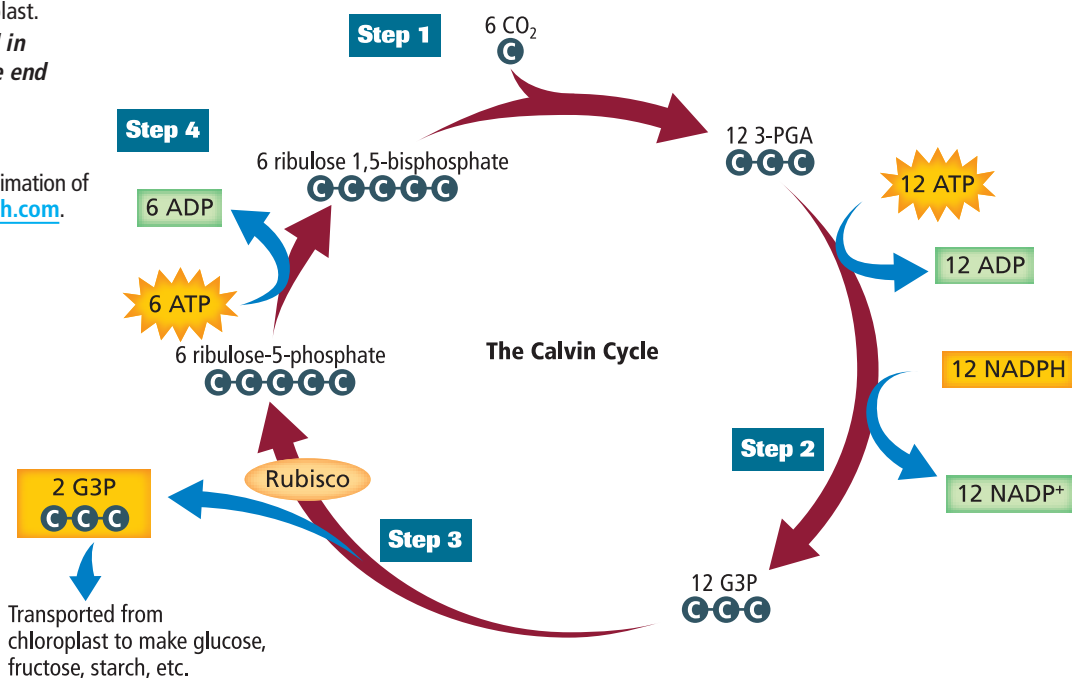 last.
in
e end
imation of
h.com.
Step 1
6 CO₂
C
Step 4
6 ribulose 1,5-bisphosphate
C-C-C-C-C
12 3-PGA
C-C-C
12 ATP
6 ADP
12 ADP
6 ATP
6 ribulose-5-phosphate
C-C-C-C-C
The Calvin Cycle
12 NADPH
Step 2
Rubisco
2 G3P
C-C-C
12 NADP⁺
Step 3
12 G3P
C-C-C
Transported from
chloroplast to make glucose,
fructose, starch, etc.